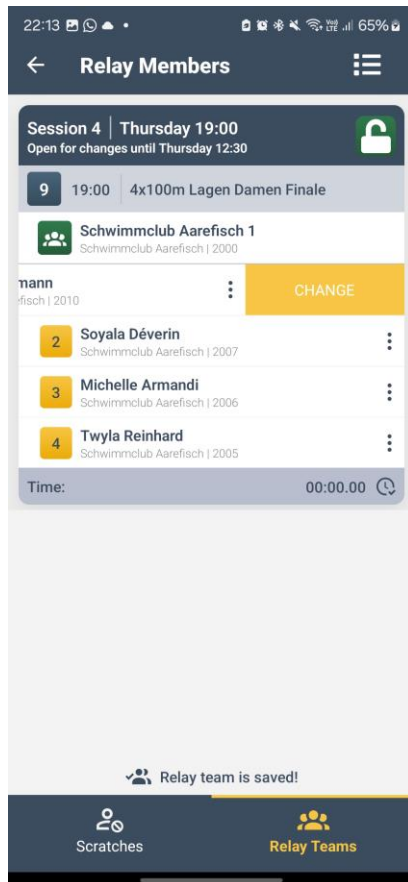 22:13
65%
Relay Members
Session 4 | Thursday 19:00
Open for changes until Thursday 12:30
9 19:00 4x100m Lagen Damen Finale
Schwimmclub Aarefisch 1
Schwimmclub Aarefisch | 2000
mann
efisch | 2010
CHANGE
2 Soyala Déverin
Schwimmclub Aarefisch | 2007
3 Michelle Armandi
Schwimmclub Aarefisch | 2006
4 Twyla Reinhard
Schwimmclub Aarefisch | 2005
Time: 00:00.00
Relay team is saved!
Scratches
Relay Teams